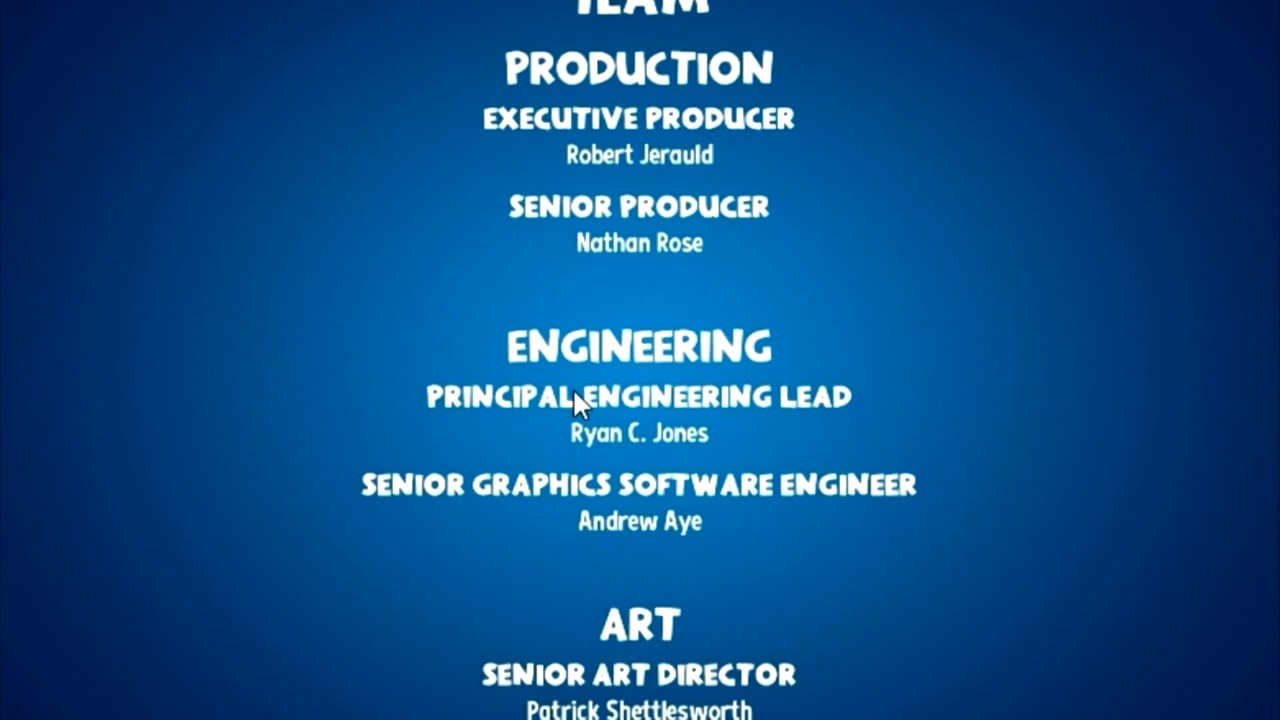 TEAM
PRODUCTION
EXECUTIVE PRODUCER
Robert Jerauld
SENIOR PRODUCER
Nathan Rose
ENGINEERING
PRINCIPAL ENGINEERING LEAD
Ryan C. Jones
SENIOR GRAPHICS SOFTWARE ENGINEER
Andrew Aye
ART
SENIOR ART DIRECTOR
Patrick Shettlesworth